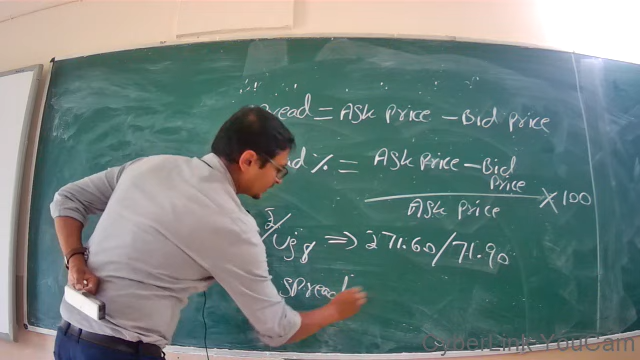 Spread = Ask Price - Bid Price
% = Ask Price - Bid Price
Ask Price × 100
₹/US$ => ₹71.60/71.90
Spread
CyberLink YouCam